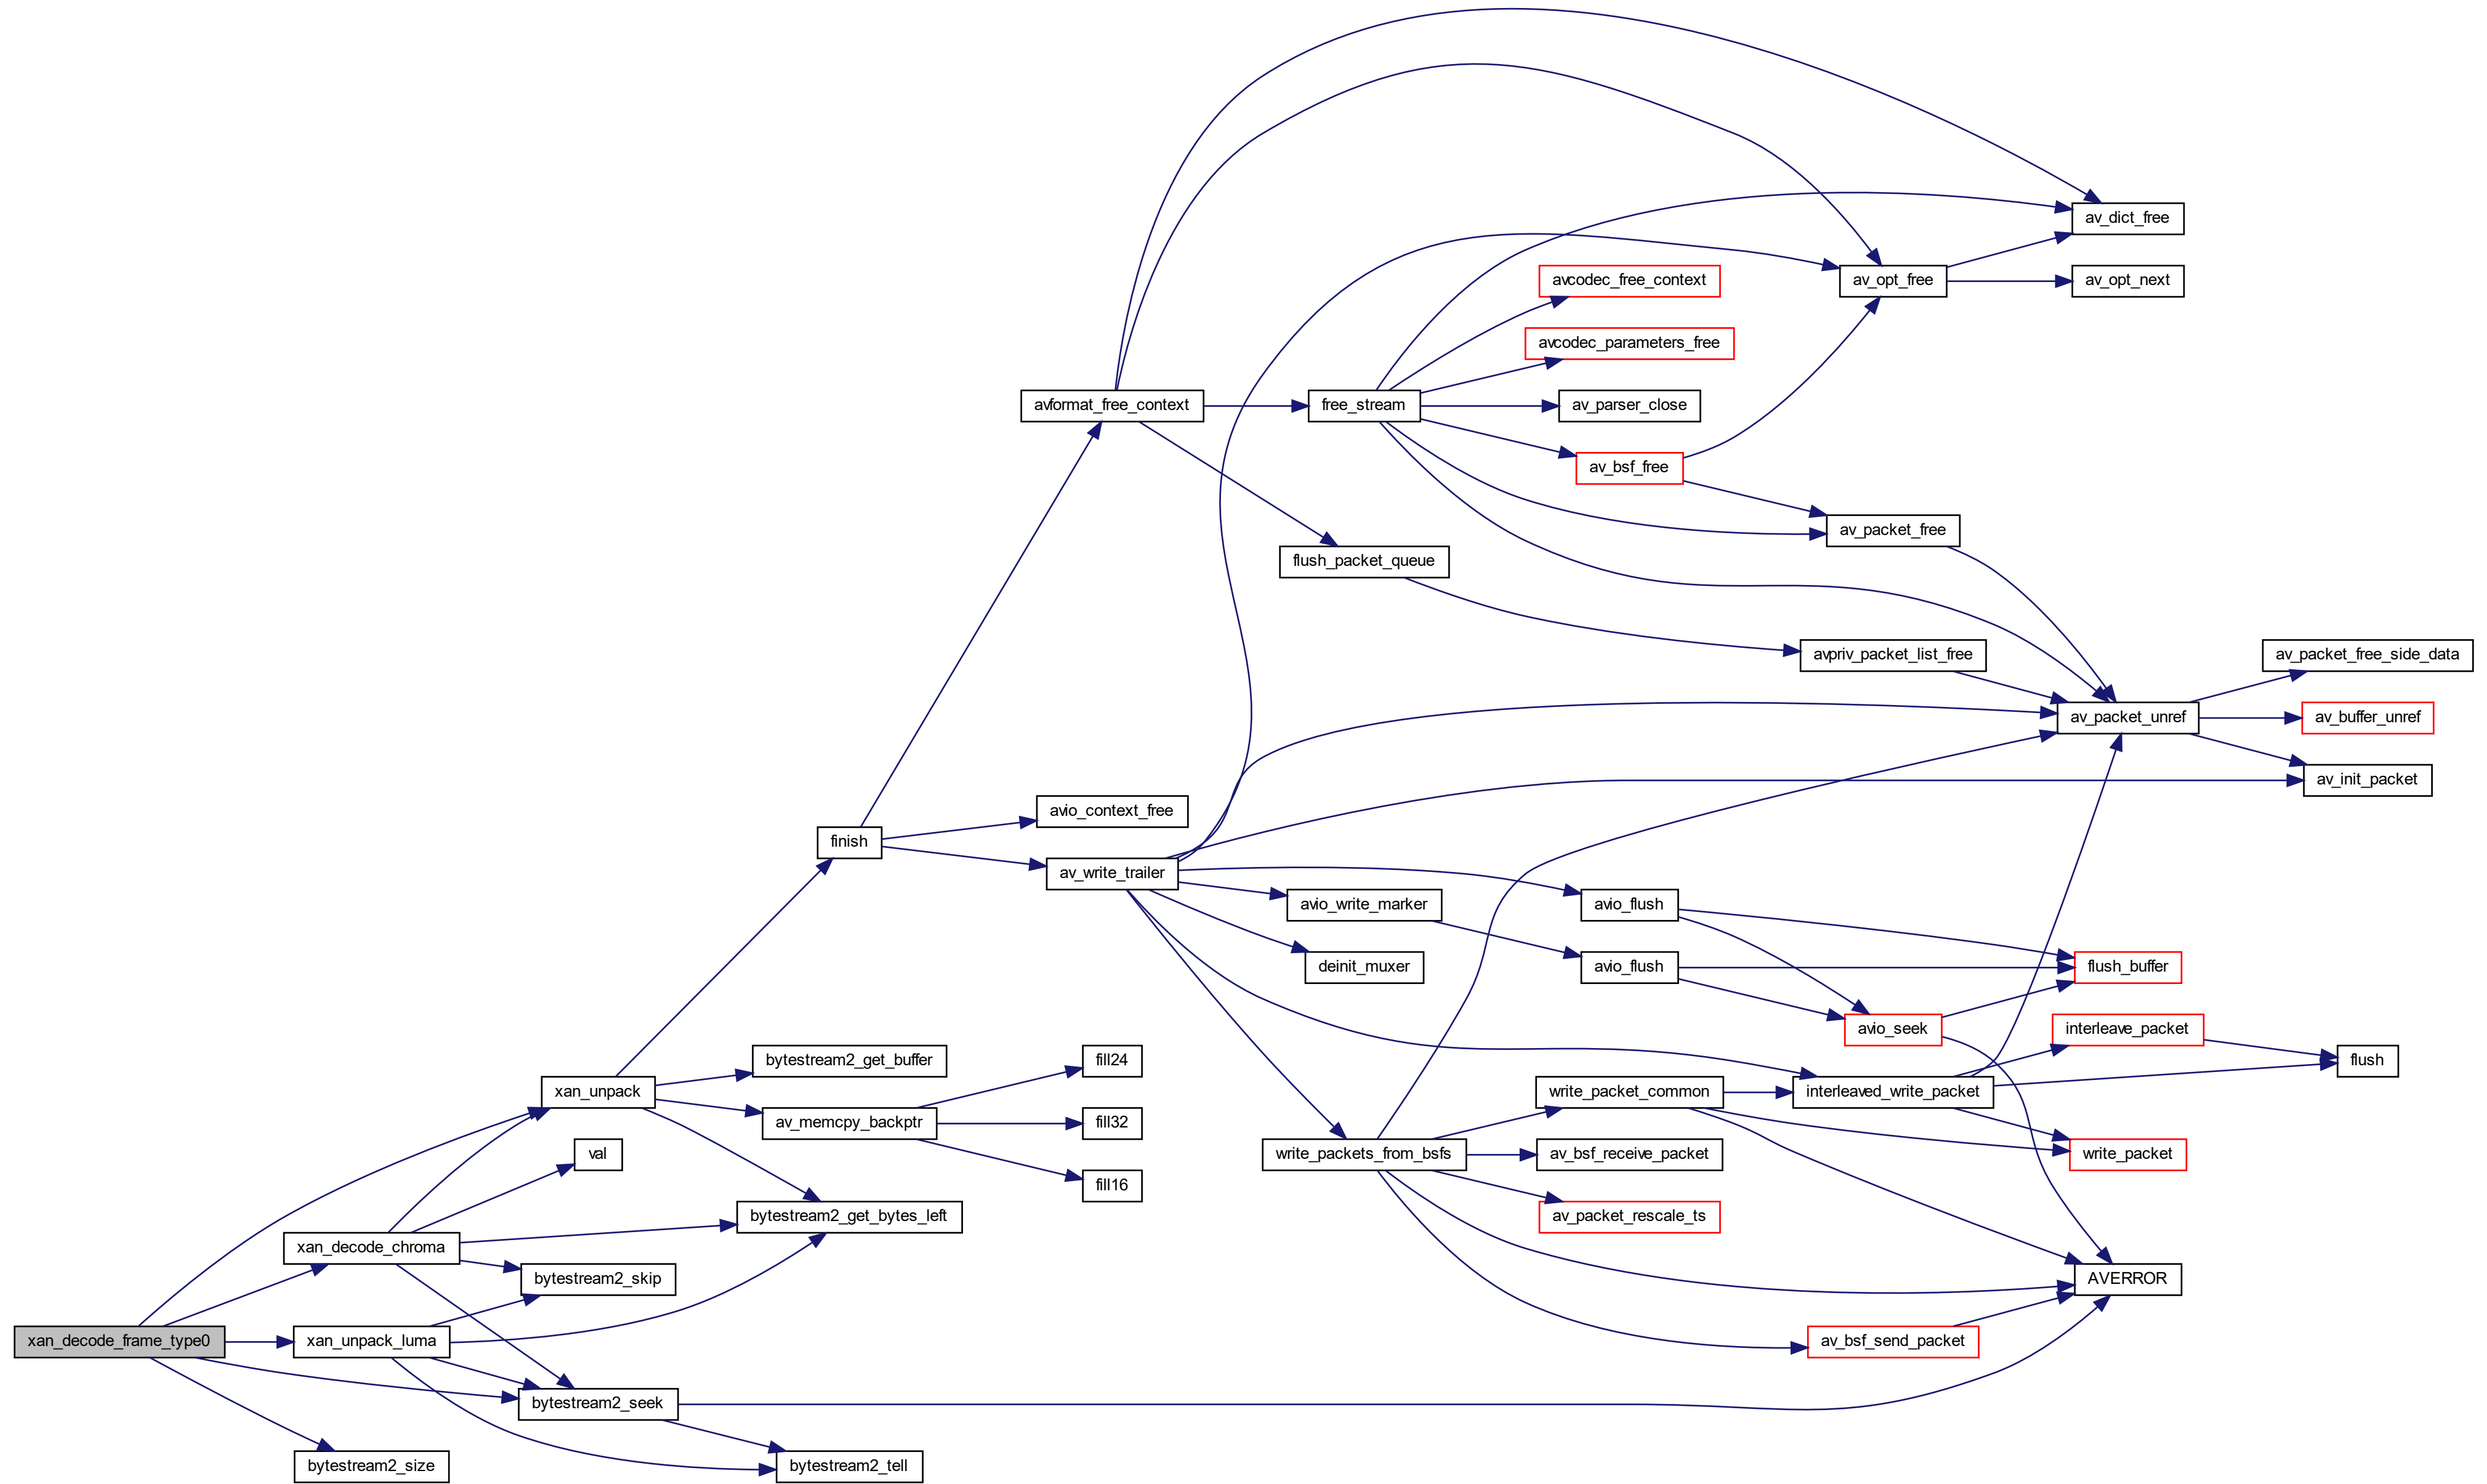 av_dict_free
avcodec_free_context
av_opt_free
av_opt_next
avcodec_parameters_free
avformat_free_context
free_stream
av_parser_close
av_bsf_free
av_packet_free
flush_packet_queue
avpriv_packet_list_free
av_packet_free_side_data
av_packet_unref
av_buffer_unref
av_init_packet
avio_context_free
finish
av_write_trailer
avio_write_marker
avio_flush
deinit_muxer
avio_flush
flush_buffer
avio_seek
interleave_packet
flush
bytestream2_get_buffer
fill24
xan_unpack
av_memcpy_backptr
fill32
write_packet_common
interleaved_write_packet
val
write_packets_from_bsfs
av_bsf_receive_packet
write_packet
fill16
bytestream2_get_bytes_left
av_packet_rescale_ts
xan_decode_chroma
bytestream2_skip
AVERROR
xan_decode_frame_type0
xan_unpack_luma
av_bsf_send_packet
bytestream2_seek
bytestream2_size
bytestream2_tell